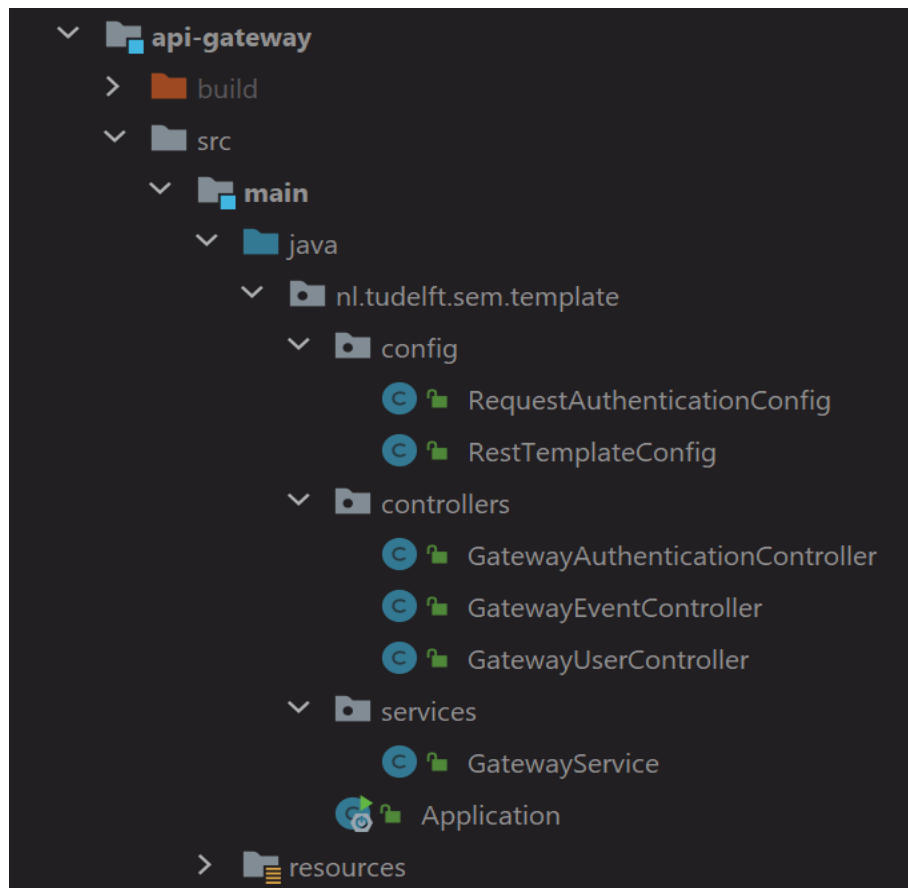 api-gateway
build
src
main
java
nl.tudelft.sem.template
config
RequestAuthenticationConfig
RestTemplateConfig
controllers
GatewayAuthenticationController
GatewayEventController
GatewayUserController
services
GatewayService
Application
resources